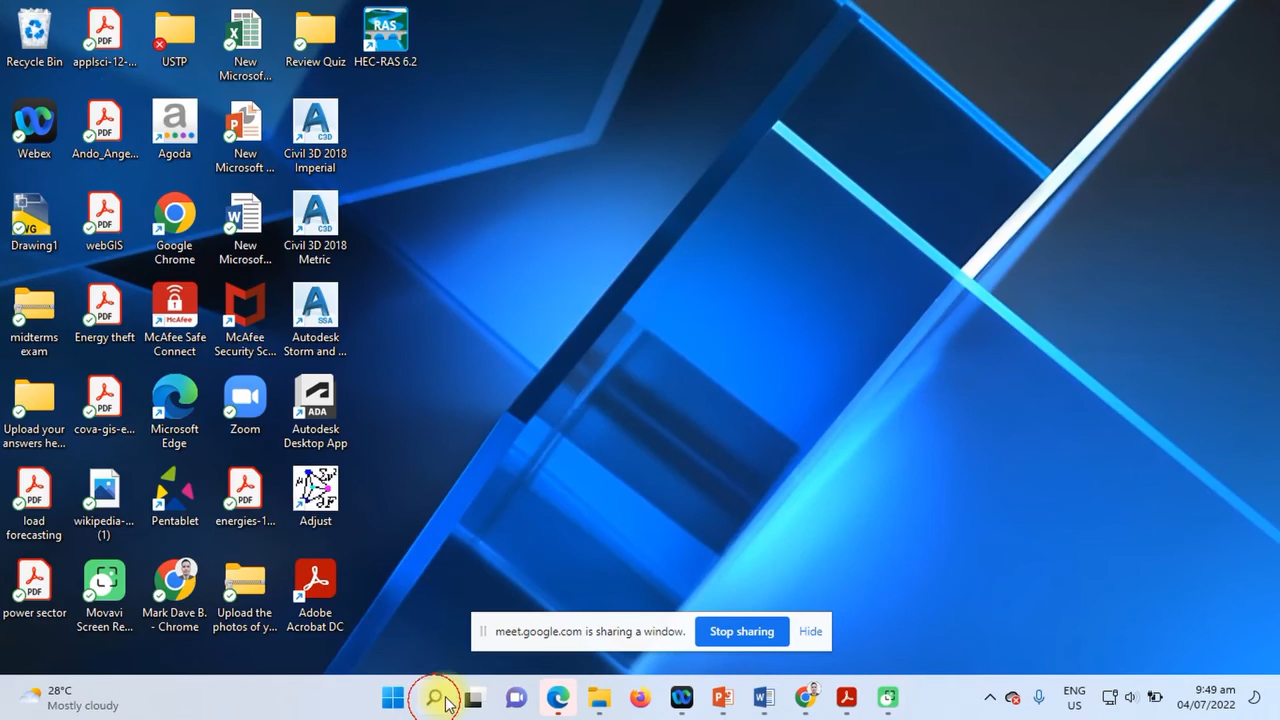 Recycle Bin
applsci-12-...
USTP
New
Microsof...
Review Quiz
RAS
HEC-RAS 6.2
Webex
Ando_Ange...
Agoda
New
Microsoft ...
C3D
Civil 3D 2018
Imperial
Drawing1
webGIS
Google
Chrome
New
Microsof...
C3D
Civil 3D 2018
Metric
midterms
exam
Energy theft
McAfee Safe
Connect
McAfee
Security Sc...
SSA
Autodesk
Storm and ...
Upload your
answers he...
cova-gis-e...
Microsoft
Edge
Zoom
ADA
Autodesk
Desktop App
load
forecasting
wikipedia-...
(1)
Pentablet
energies-1...
Adjust
power sector
Movavi
Screen Re...
Mark Dave B.
- Chrome
Upload the
photos of y...
Adobe
Acrobat DC
meet.google.com is sharing a window.
Stop sharing
Hide
28°C
Mostly cloudy
ENG
US
9:49 am
04/07/2022